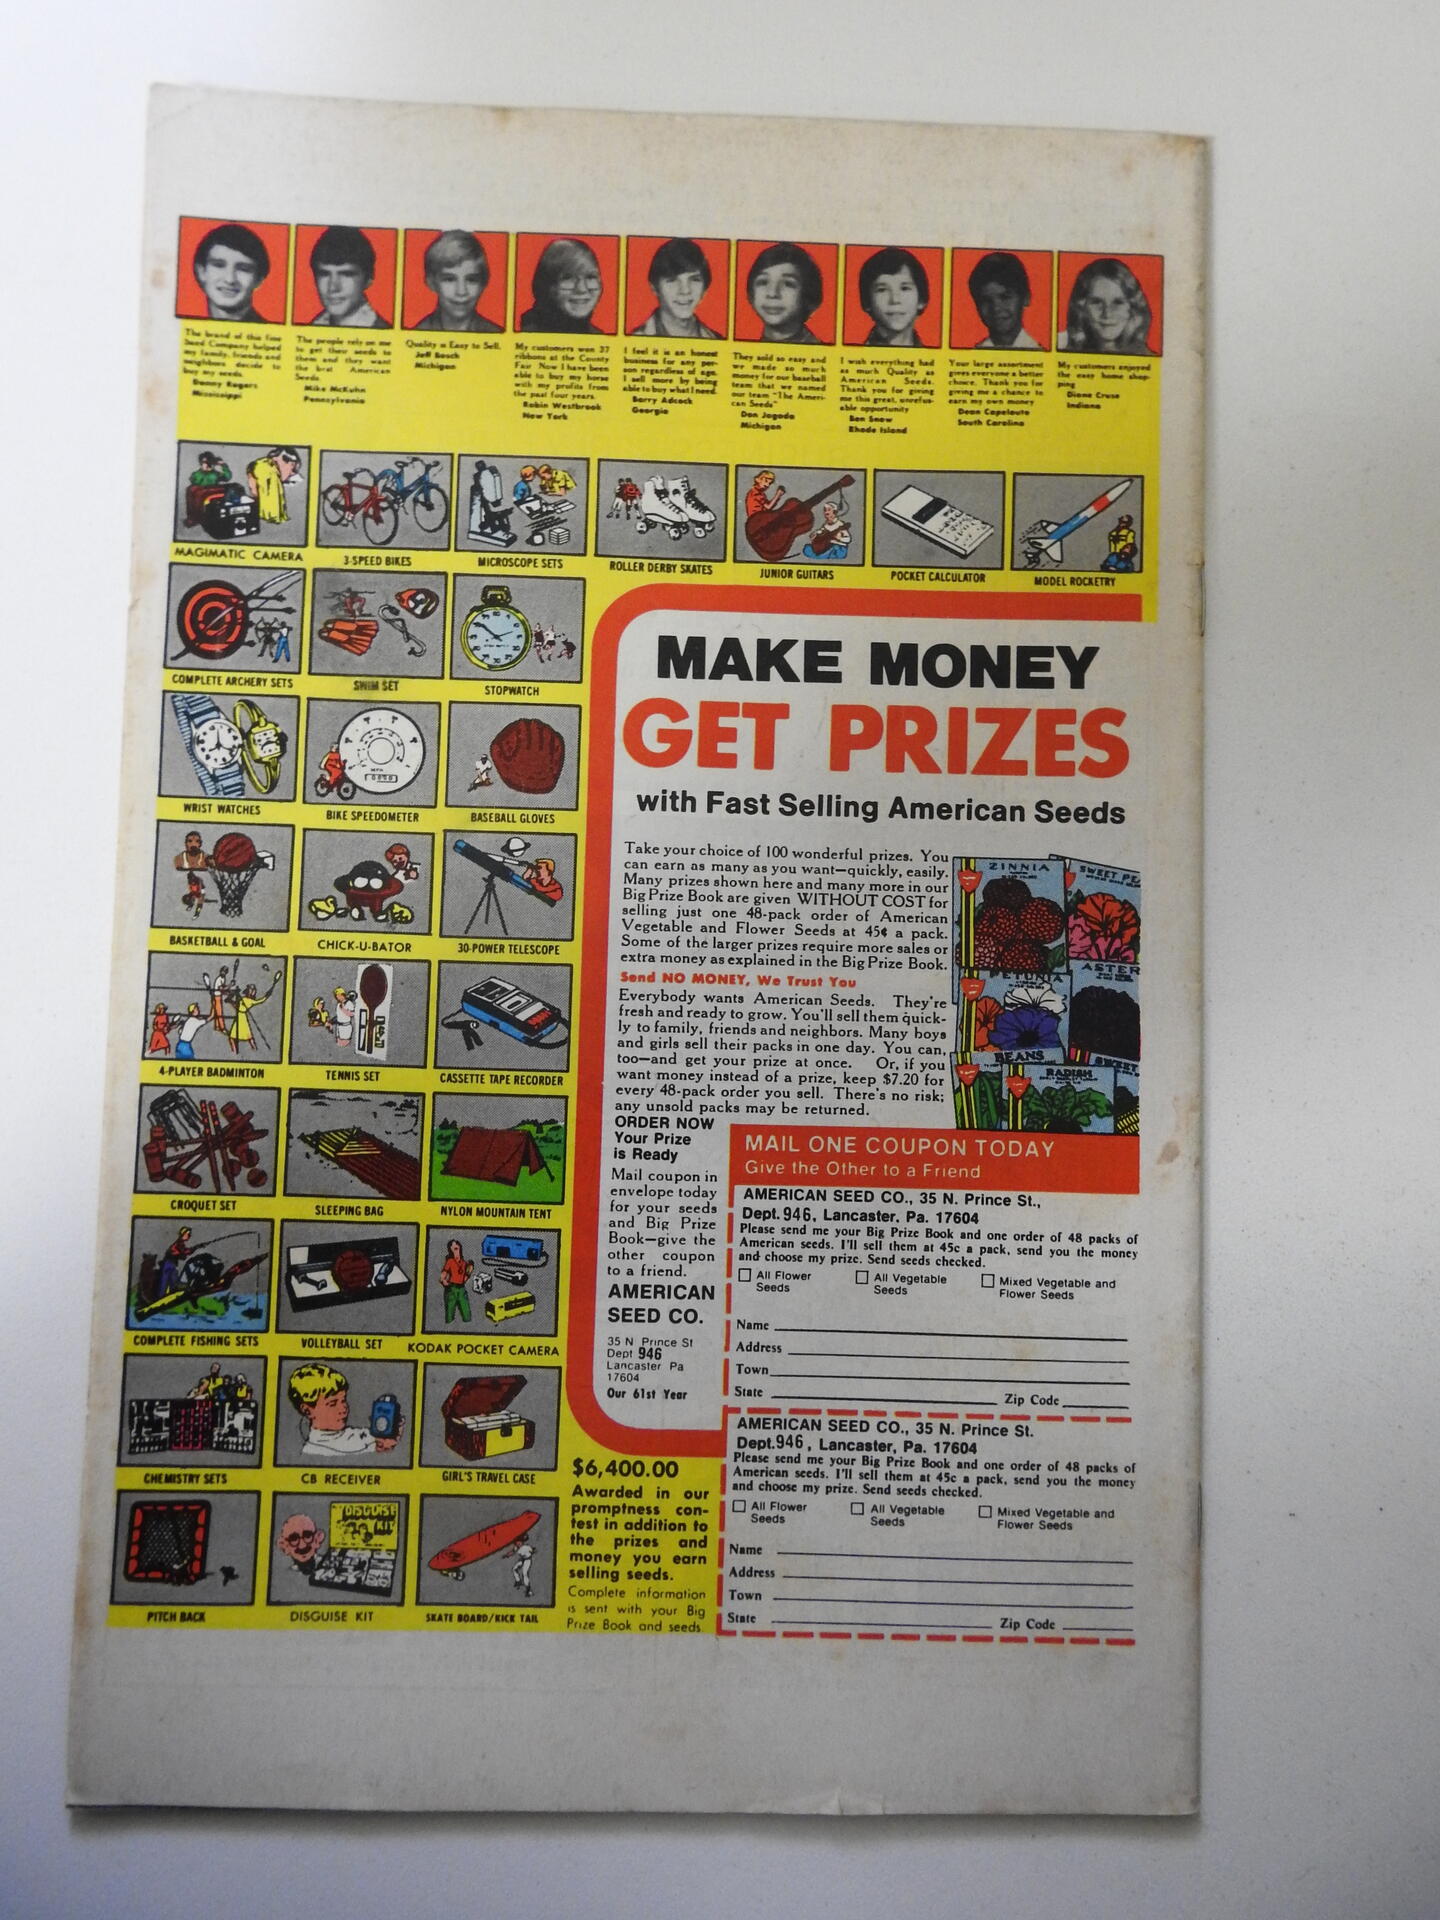 The brand of this fine
Seed Company helped
my family, friends and
neighbors decide to
buy my seeds.
Danny Rogers
Mississippi
The people rely on me
to get their seeds to
them and they want
the best American
Seeds.
Mike McKuhn
Pennsylvania
Quality is Easy to Sell.
Jeff Bosch
Michigan
My customers won 37
ribbons at the County
Fair Now I have been
able to buy my horse
with my profits from
the past four years.
Robin Westbrook
New York
I feel it is an honest
business for any per-
son regardless of age.
I sell more by being
able to buy what I need.
Barry Adcock
Georgia
They sold so easy and
we made so much
money for our baseball
team that we named
our team "The Ameri-
can Seeds"
Don Jagoda
Michigan
I wish everything had
as much Quality as
American Seeds.
Thank you for giving
me this great, unrefus-
able opportunity
Ben Snow
Rhode Island
Your large assortment
gives everyone a better
choice. Thank you for
giving me a chance to
earn my own money
Dean Capelouto
South Carolina
My customers enjoyed
the easy home shop-
ping
Diane Cruse
Indiana
MAGIMATIC CAMERA
3-SPEED BIKES
MICROSCOPE SETS
ROLLER DERBY SKATES
JUNIOR GUITARS
POCKET CALCULATOR
MODEL ROCKETRY
COMPLETE ARCHERY SETS
SWIM SET
STOPWATCH
WRIST WATCHES
BIKE SPEEDOMETER
BASEBALL GLOVES
BASKETBALL & GOAL
CHICK-U-BATOR
30-POWER TELESCOPE
4-PLAYER BADMINTON
TENNIS SET
CASSETTE TAPE RECORDER
CROQUET SET
SLEEPING BAG
NYLON MOUNTAIN TENT
COMPLETE FISHING SETS
VOLLEYBALL SET
KODAK POCKET CAMERA
CHEMISTRY SETS
CB RECEIVER
GIRL'S TRAVEL CASE
PITCH BACK
DISGUISE
KIT
DISGUISE KIT
SKATE BOARD/KICK TAIL
MAKE MONEY
GET PRIZES
with Fast Selling American Seeds
Take your choice of 100 wonderful prizes. You
can earn as many as you want—quickly, easily.
Many prizes shown here and many more in our
Big Prize Book are given WITHOUT COST for
selling just one 48-pack order of American
Vegetable and Flower Seeds at 45¢ a pack.
Some of the larger prizes require more sales or
extra money as explained in the Big Prize Book.
Send NO MONEY, We Trust You
Everybody wants American Seeds. They're
fresh and ready to grow. You'll sell them quick-
ly to family, friends and neighbors. Many boys
and girls sell their packs in one day. You can,
too—and get your prize at once. Or, if you
want money instead of a prize, keep $7.20 for
every 48-pack order you sell. There's no risk;
any unsold packs may be returned.
ZINNIA
SWEET PE
PETUNIA
ASTER
BEANS
SWEET
RADISH
ORDER NOW
Your Prize
is Ready
Mail coupon in
envelope today
for your seeds
and Big Prize
Book—give the
other coupon
to a friend.
AMERICAN
SEED CO.
35 N Prince St
Dept 946
Lancaster Pa
17604
Our 61st Year
$6,400.00
Awarded in our
promptness con-
test in addition to
the prizes and
money you earn
selling seeds.
Complete information
is sent with your Big
Prize Book and seeds.
MAIL ONE COUPON TODAY
Give the Other to a Friend
AMERICAN SEED CO., 35 N. Prince St.,
Dept. 946, Lancaster, Pa. 17604
Please send me your Big Prize Book and one order of 48 packs of
American seeds. I'll sell them at 45c a pack, send you the money
and choose my prize. Send seeds checked.
All Flower
Seeds
All Vegetable
Seeds
Mixed Vegetable and
Flower Seeds
Name
Address
Town
State Zip Code
AMERICAN SEED CO., 35 N. Prince St.
Dept.946, Lancaster, Pa. 17604
Please send me your Big Prize Book and one order of 48 packs of
American seeds. I'll sell them at 45c a pack, send you the money
and choose my prize. Send seeds checked.
All Flower
Seeds
All Vegetable
Seeds
Mixed Vegetable and
Flower Seeds
Name
Address
Town
State Zip Code